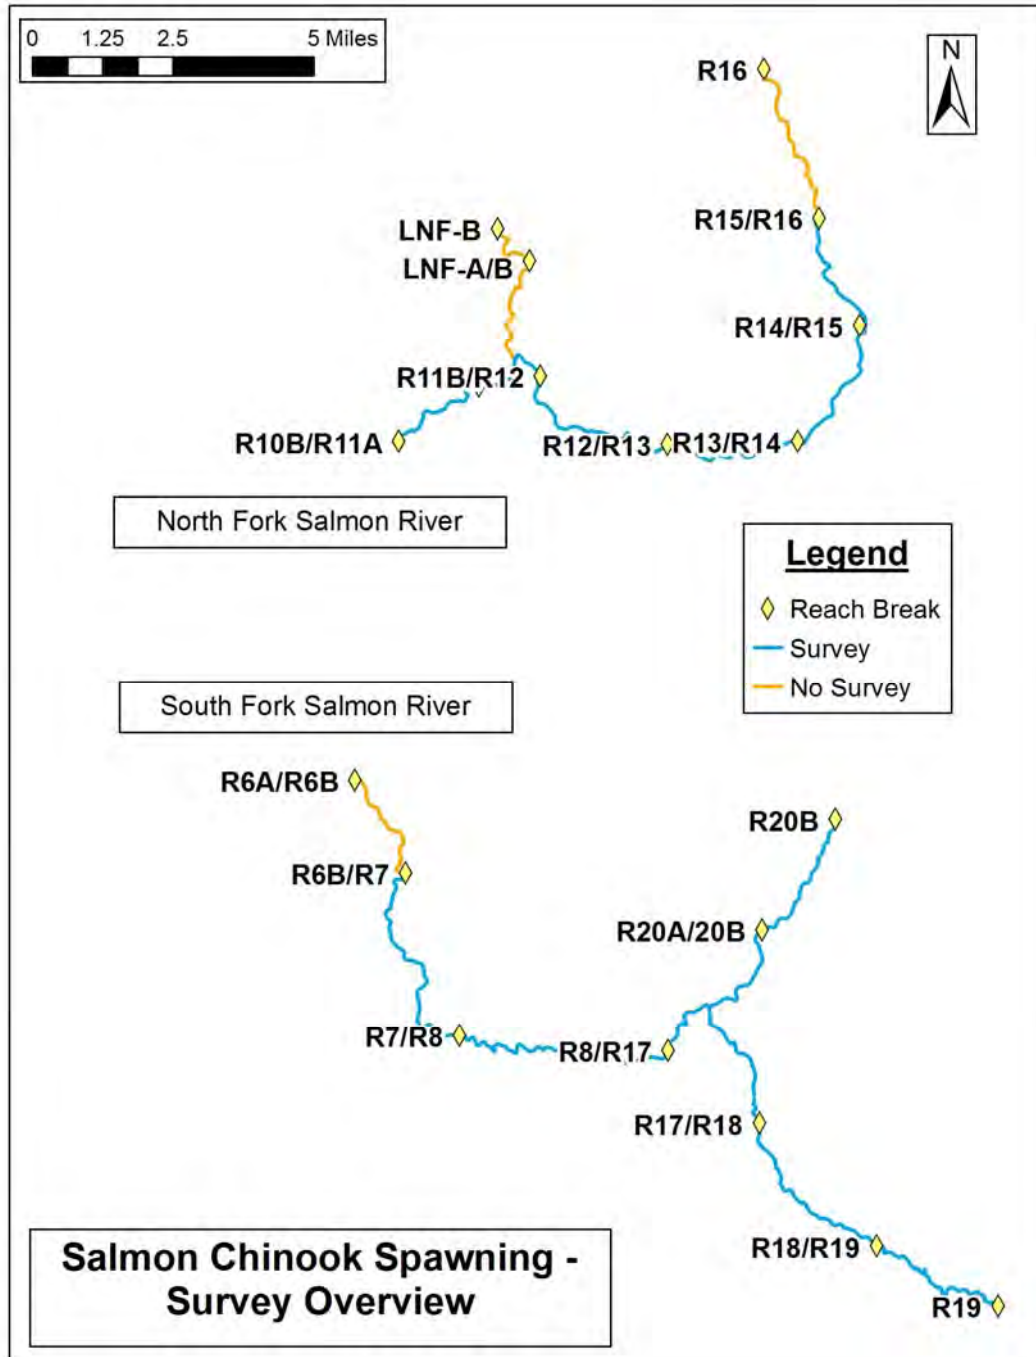 0 1.25 2.5 5 Miles
N
R16
R15/R16
LNF-B
LNF-A/B
R14/R15
R11B/R12
R10B/R11A
R12/R13
R13/R14
North Fork Salmon River
Legend
Reach Break
Survey
No Survey
South Fork Salmon River
R6A/R6B
R20B
R6B/R7
R20A/20B
R7/R8
R8/R17
R17/R18
R18/R19
R19
Salmon Chinook Spawning -
Survey Overview